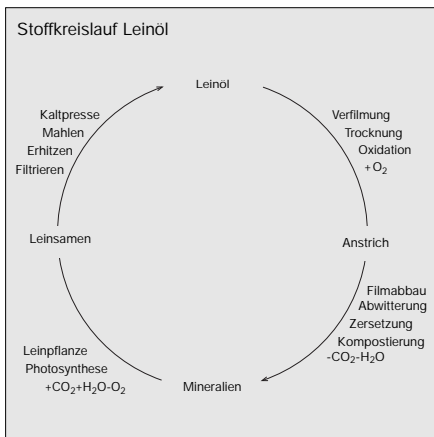 Stoffkreislauf Leinöl
Leinöl
Kaltpresse
Mahlen
Erhitzen
Filtrieren
Verfilmung
Trocknung
Oxidation
+O₂
Leinsamen
Anstrich
Filmabbau
Abwitterung
Zersetzung
Kompostierung
-CO₂-H₂O
Leinpflanze
Photosynthese
+CO₂+H₂O-O₂
Mineralien